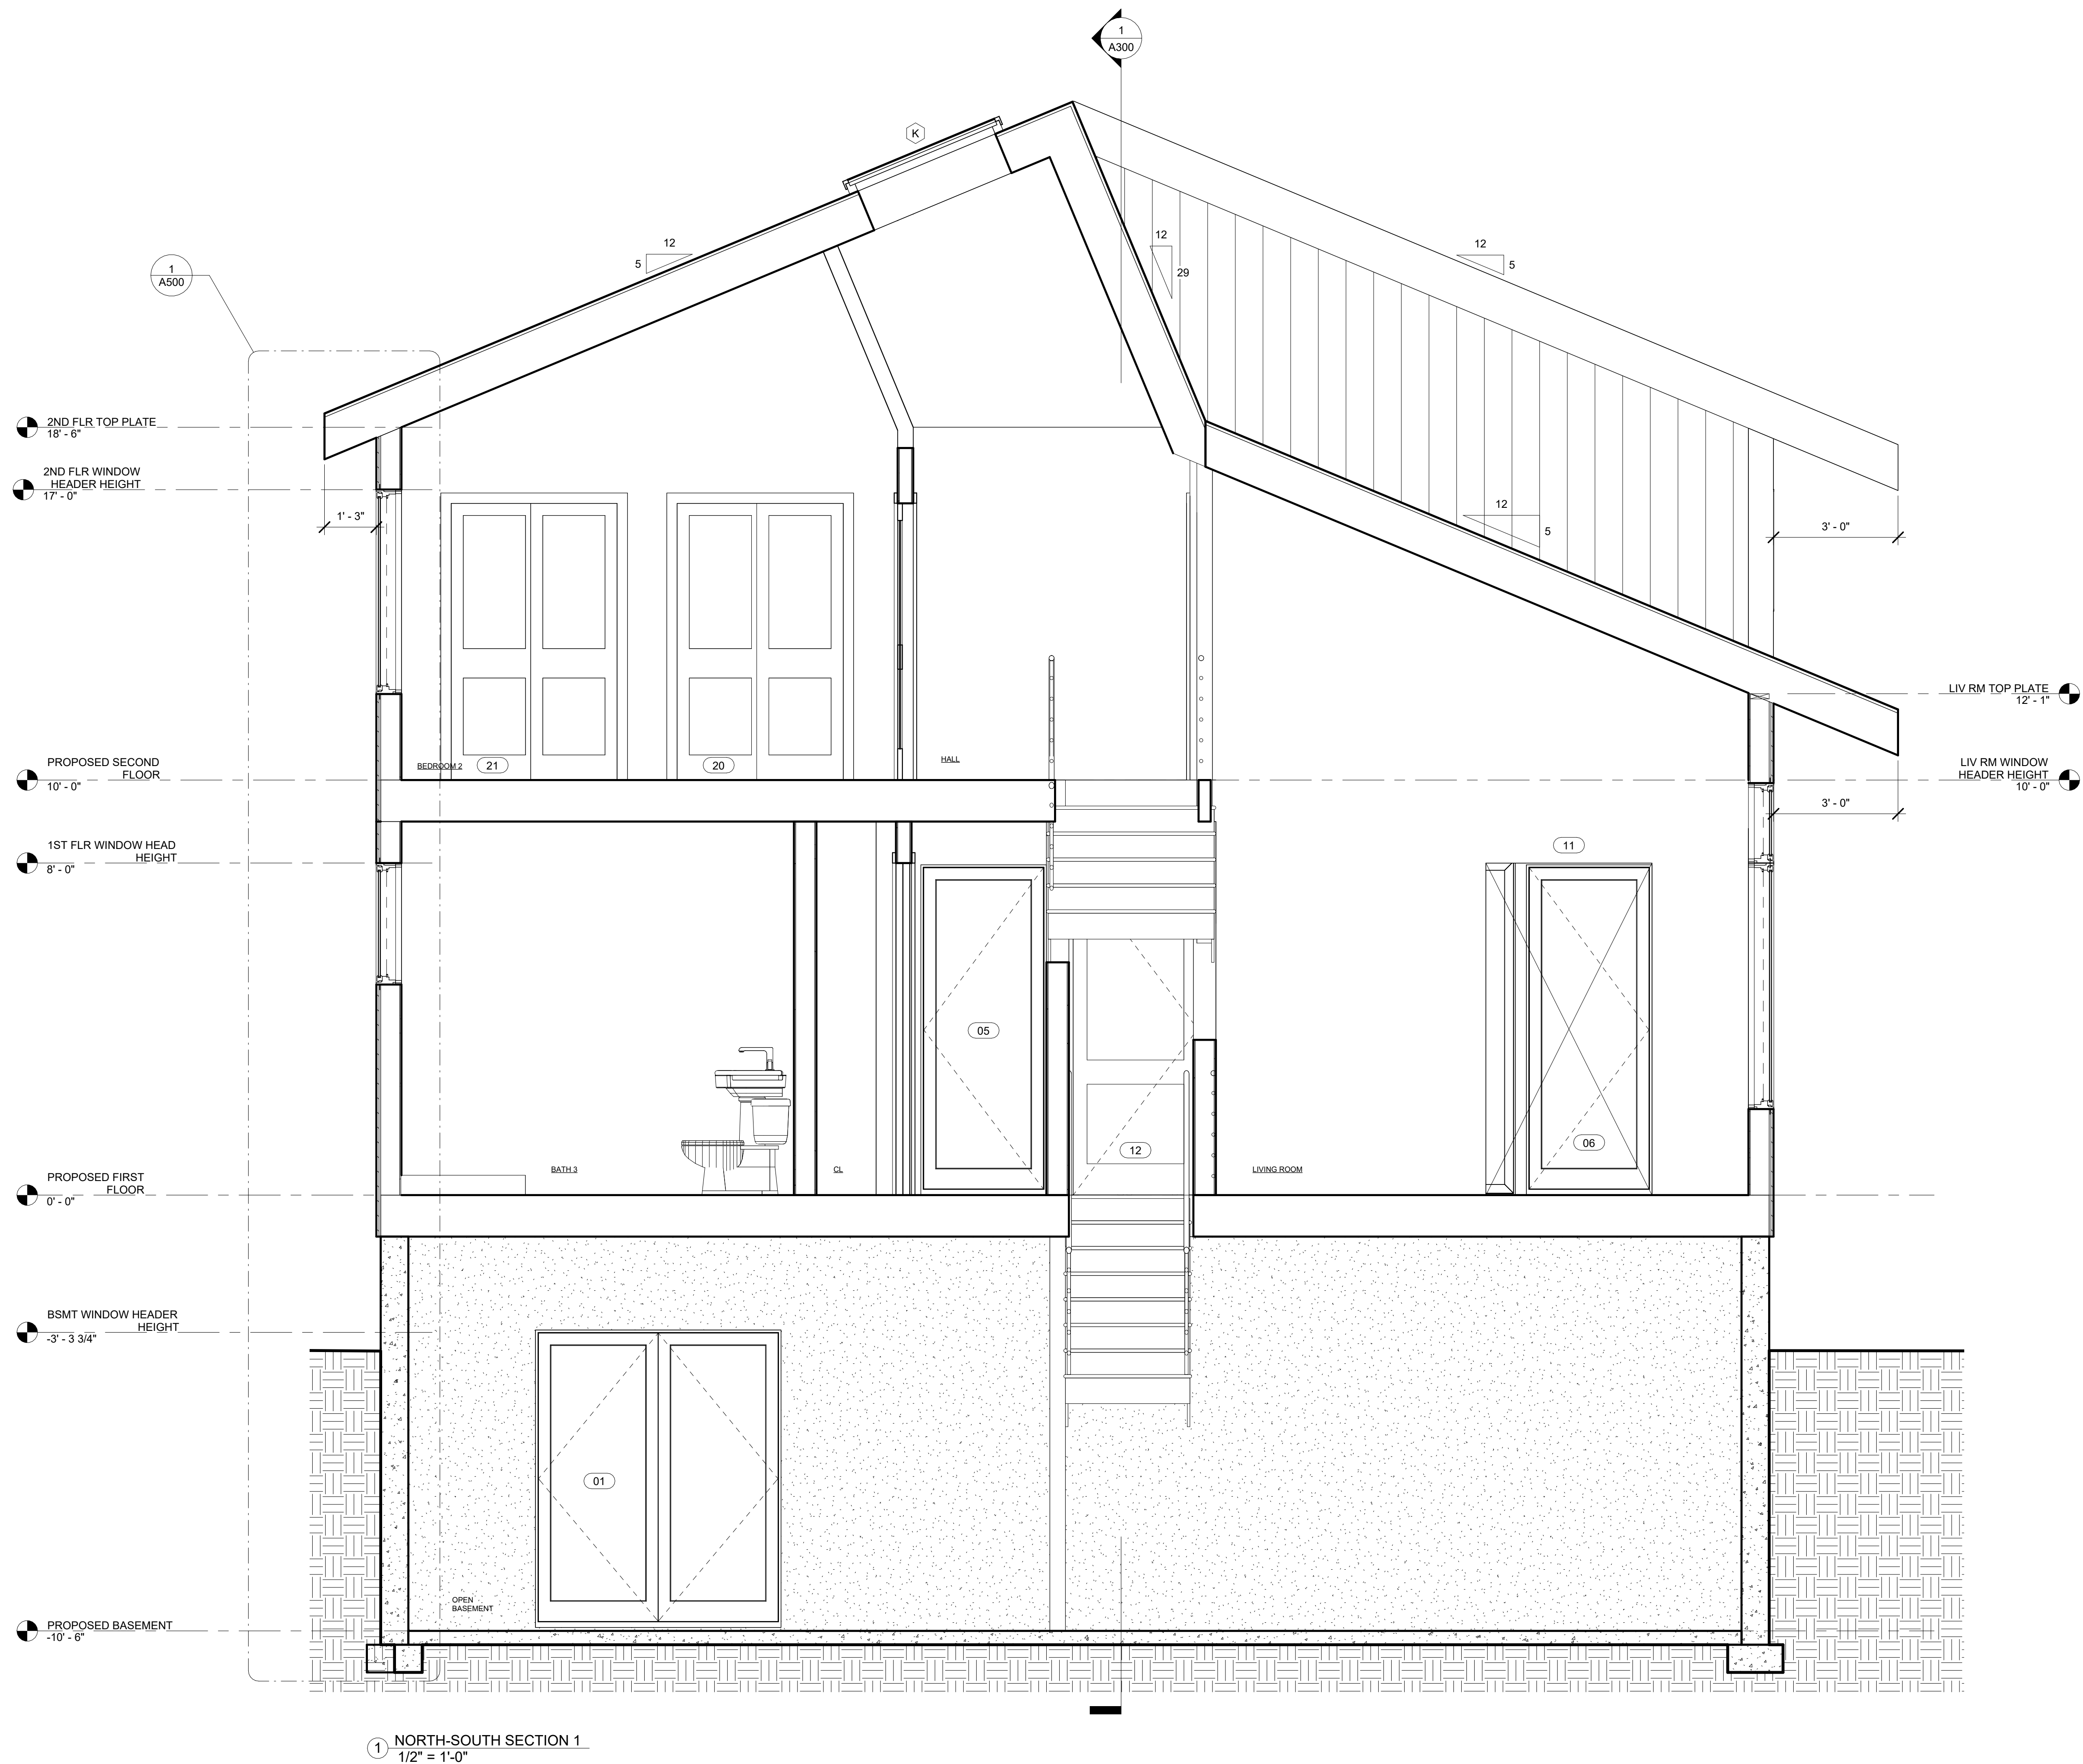 1
A300
K
12
5
12
29
12
5
1
A500
2ND FLR TOP PLATE
18' - 6"
2ND FLR WINDOW
HEADER HEIGHT
17' - 0"
1' - 3"
12
5
3' - 0"
LIV RM TOP PLATE
12' - 1"
PROPOSED SECOND
FLOOR
10' - 0"
BEDROOM 2
21
20
HALL
LIV RM WINDOW
HEADER HEIGHT
10' - 0"
3' - 0"
1ST FLR WINDOW HEAD
HEIGHT
8' - 0"
11
05
12
06
BATH 3
CL
LIVING ROOM
PROPOSED FIRST
FLOOR
0' - 0"
BSMT WINDOW HEADER
HEIGHT
-3' - 3 3/4"
01
OPEN
BASEMENT
PROPOSED BASEMENT
-10' - 6"
1
NORTH-SOUTH SECTION 1
1/2" = 1'-0"